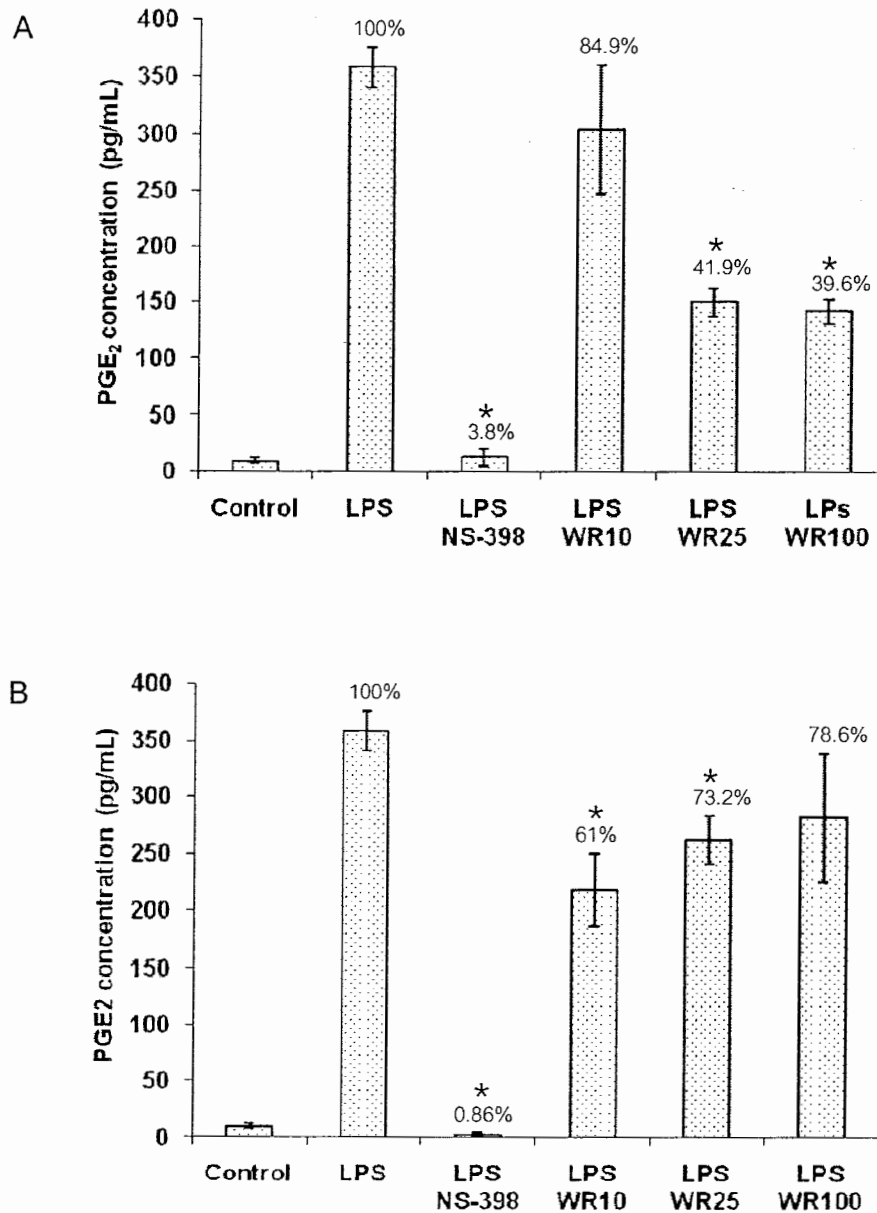 A
PGE2 concentration (pg/mL)
400
350
300
250
200
150
100
50
0
100%
*
3.8%
84.9%
*
41.9%
*
39.6%
Control
LPS
LPS
NS-398
LPS
WR10
LPS
WR25
LPs
WR100
B
PGE2 concentration (pg/mL)
400
350
300
250
200
150
100
50
0
100%
*
0.86%
*
61%
*
73.2%
78.6%
Control
LPS
LPS
NS-398
LPS
WR10
LPS
WR25
LPS
WR100